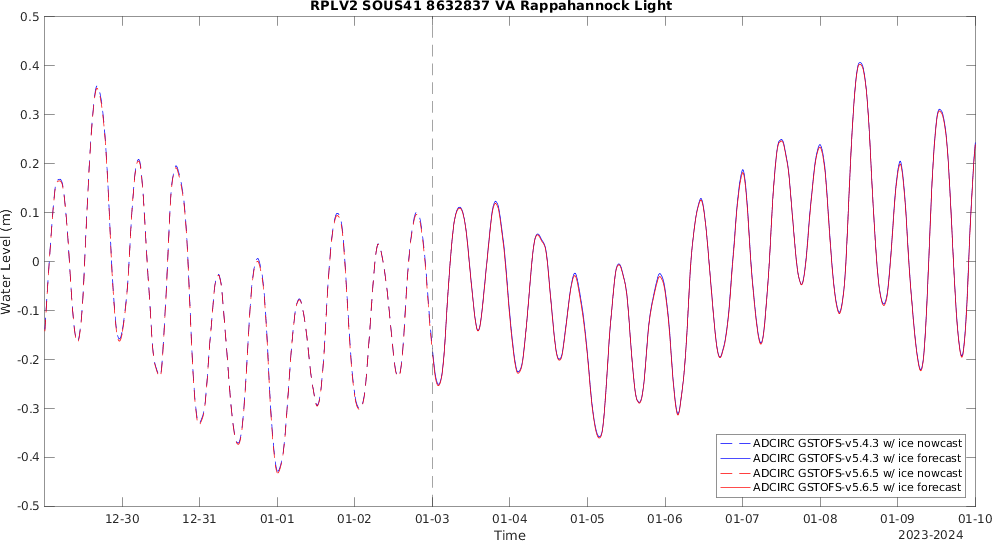 RPLV2 SOUS41 8632837 VA Rappahannock Light
0.5
0.4
0.3
0.2
0.1
0
-0.1
-0.2
-0.3
-0.4
-0.5
Water Level (m)
12-30 12-31 01-01 01-02 01-03 01-04 01-05 01-06 01-07 01-08 01-09 01-10
Time
2023-2024
ADCIRC GSTOFS-v5.4.3 w/ ice nowcast
ADCIRC GSTOFS-v5.4.3 w/ ice forecast
ADCIRC GSTOFS-v5.6.5 w/ ice nowcast
ADCIRC GSTOFS-v5.6.5 w/ ice forecast